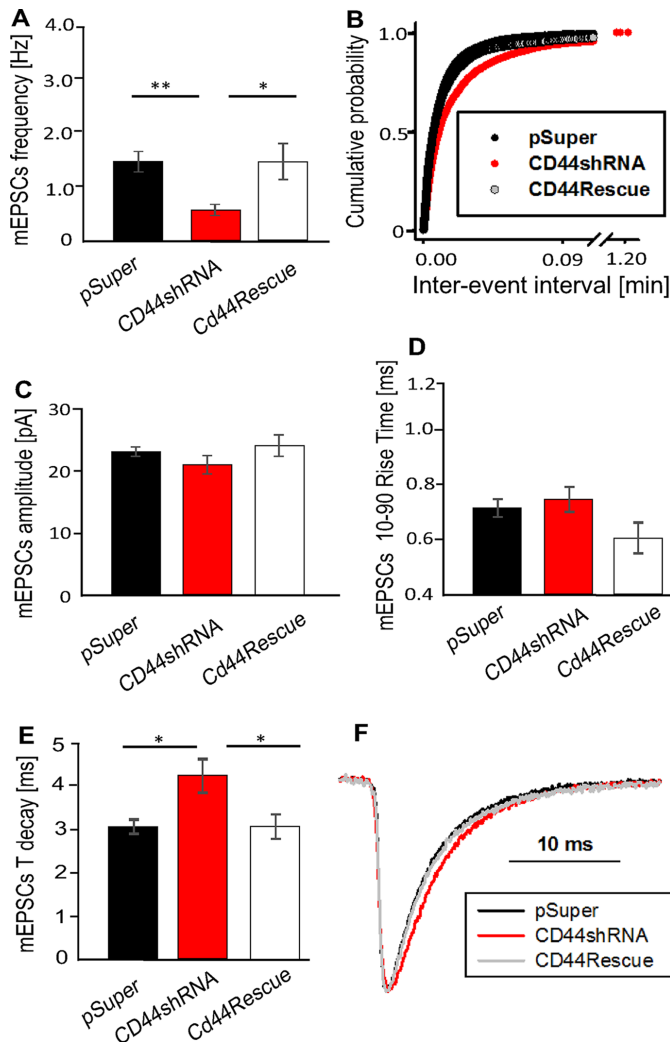 A
mEPSCs frequency [Hz]
4.0
3.0
2.0
1.0
0
**
*
pSuper
CD44shRNA
Cd44Rescue
B
Cumulative probability
1.0
0.5
0
pSuper
CD44shRNA
CD44Rescue
0.00
0.09
1.20
Inter-event interval [min]
C
mEPSCs amplitude [pA]
30
20
10
0
pSuper
CD44shRNA
Cd44Rescue
D
mEPSCs 10-90 Rise Time [ms]
1.2
1.0
0.8
0.6
0.4
pSuper
CD44shRNA
Cd44Rescue
E
mEPSCs T decay [ms]
5
4
3
2
1
0
*
*
pSuper
CD44shRNA
Cd44Rescue
F
10 ms
pSuper
CD44shRNA
CD44Rescue